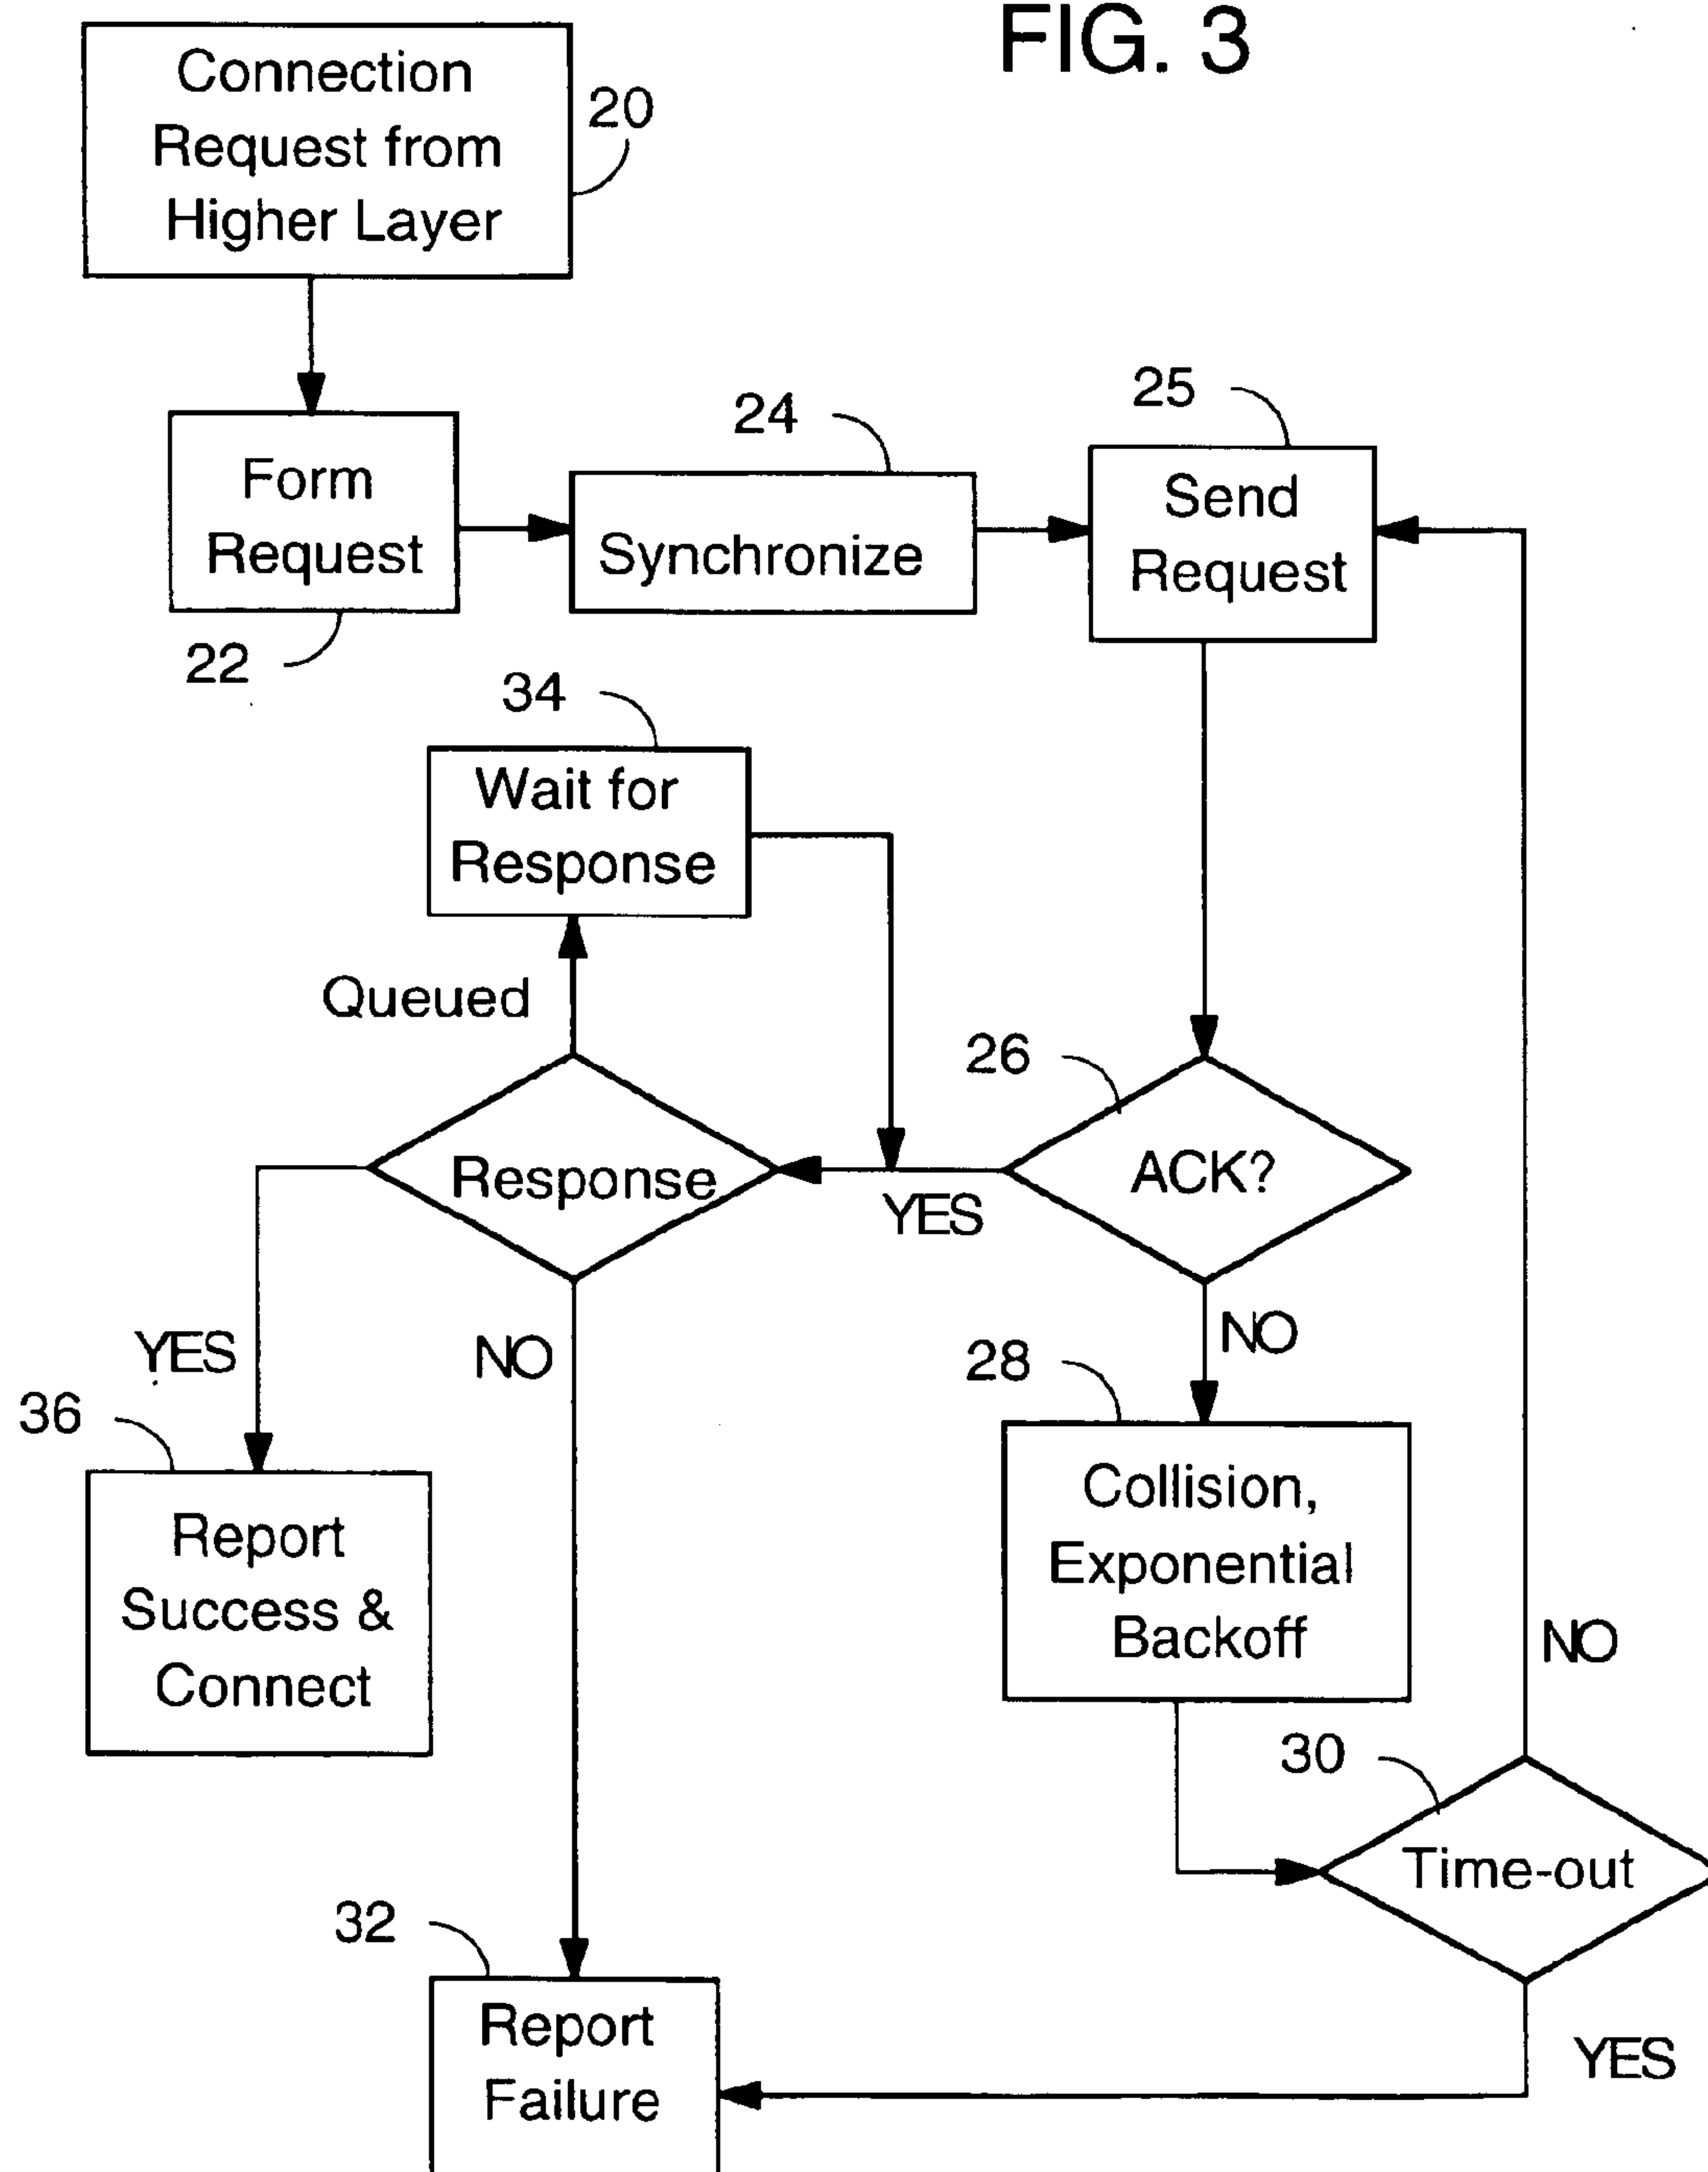 FIG. 3
Connection
Request from
Higher Layer
20
Form
Request
22
24
Synchronize
25
Send
Request
34
Wait for
Response
Queued
26
ACK?
YES
Response
YES
NO
NO
28
Collision,
Exponential
Backoff
36
Report
Success &
Connect
NO
30
Time-out
YES
32
Report
Failure